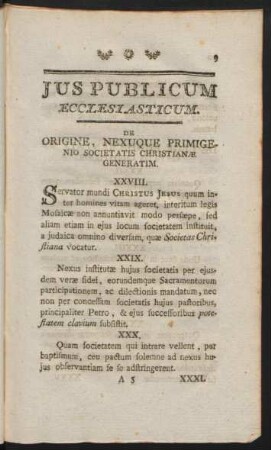 9
JUS PUBLICUM
ECCLESIASTICUM.
DE
ORIGINE, NEXUQUE PRIMIGE-
NIO SOCIETATIS CHRISTIANÆ
GENERATIM.
XXVIII.
Servator mundi CHRISTUS JESUS quum in-
ter homines vitam ageret, interitum legis
Mosaicæ non annuntiavit modo persæpe, sed
aliam etiam in ejus locum societatem instituit,
a judaica omnino diversam, quæ Societas Chri-
stiana vocatur.
XXIX.
Nexus institutæ hujus societatis per ejus-
dem veræ fidei, eorundemque Sacramentorum
participationem, ac dilectionis mandatum, nec
non per concessam societatis hujus pastoribus,
principaliter Petro, & ejus successoribus pote-
statem clavium subsistit.
XXX.
Quam societatem qui intrare vellent, per
baptismum, ceu pactum solemne ad nexus hu-
jus observantiam se se adstringerent.
A 5 XXXI.